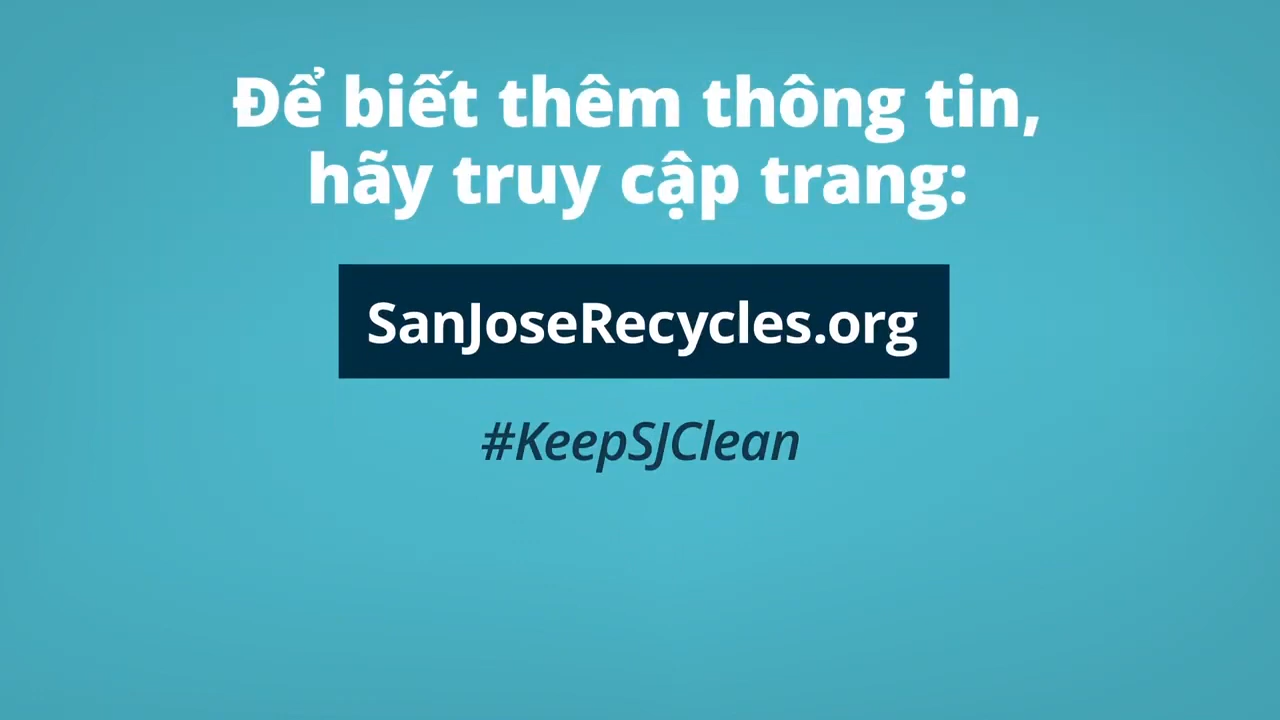 Để biết thêm thông tin,
hãy truy cập trang:
SanJoseRecycles.org
#KeepSJClean